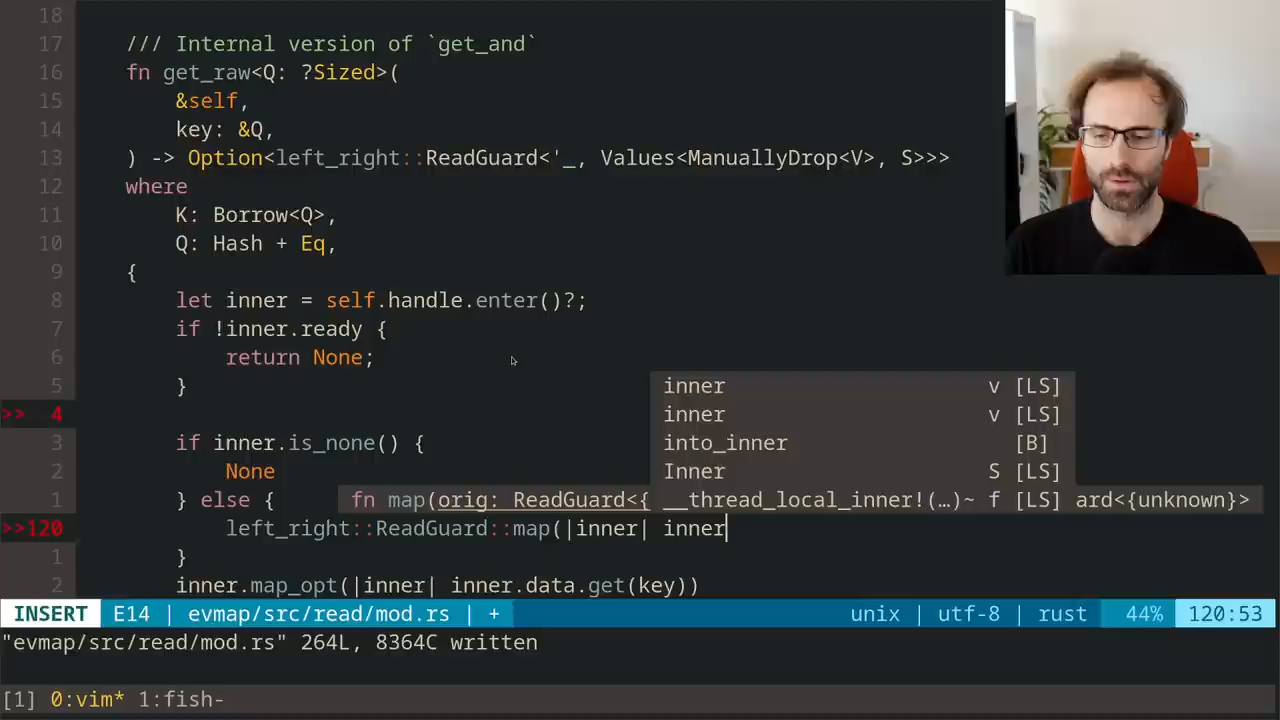 18
17 /// Internal version of `get_and`
16 fn get_raw<Q: ?Sized>(
15 &self,
14 key: &Q,
13 ) -> Option<left_right::ReadGuard<'_, Values<ManuallyDrop<V>, S>>>
12 where
11 K: Borrow<Q>,
10 Q: Hash + Eq,
9 {
8 let inner = self.handle.enter()?;
7 if !inner.ready {
6 return None;
5 } inner v [LS]
>> 4 inner v [LS]
3 if inner.is_none() { into_inner [B]
2 None Inner S [LS]
1 } else { fn map(orig: ReadGuard<{ __thread_local_inner!(…)~ f [LS] ard<{unknown}>
>>120 left_right::ReadGuard::map(|inner| inner
1 }
2 inner.map_opt(|inner| inner.data.get(key))
INSERT E14 | evmap/src/read/mod.rs | + unix | utf-8 | rust 44% 120:53
"evmap/src/read/mod.rs" 264L, 8364C written
[1] 0:vim* 1:fish-